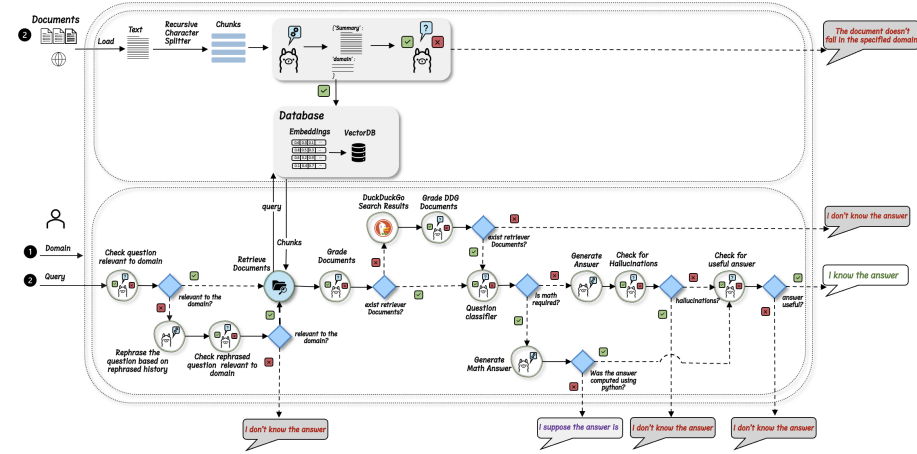 Documents
2
Load
Text
Recursive
Character
Splitter
Chunks
{'Summary' :
'domain' :
}
?
The document doesn't
fall in the specified domain
Database
Embeddings
VectorDB
query
Chunks
1 Domain
2 Query
Check question
relevant to domain
relevant to the
domain?
Rephrase the
question based on
rephrased history
Check rephrased
question relevant to
domain
relevant to the
domain?
Retrieve
Documents
Grade
Documents
exist retriever
Documents?
DuckDuckGo
Search Results
Grade DDG
Documents
exist retriever
Documents?
Question
classifier
is math
required?
Generate
Answer
Check for
Hallucinations
hallucinations?
Check for
useful answer
answer
useful?
Generate
Math Answer
Was the answer
computed using
python?
I don't know the answer
I know the answer
I don't know the answer
I suppose the answer is
I don't know the answer
I don't know the answer